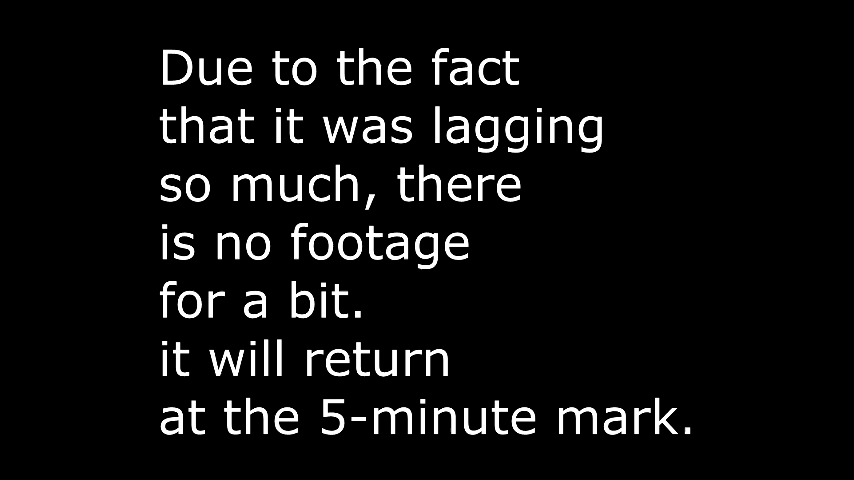 Due to the fact
that it was lagging
so much, there
is no footage
for a bit.
it will return
at the 5-minute mark.